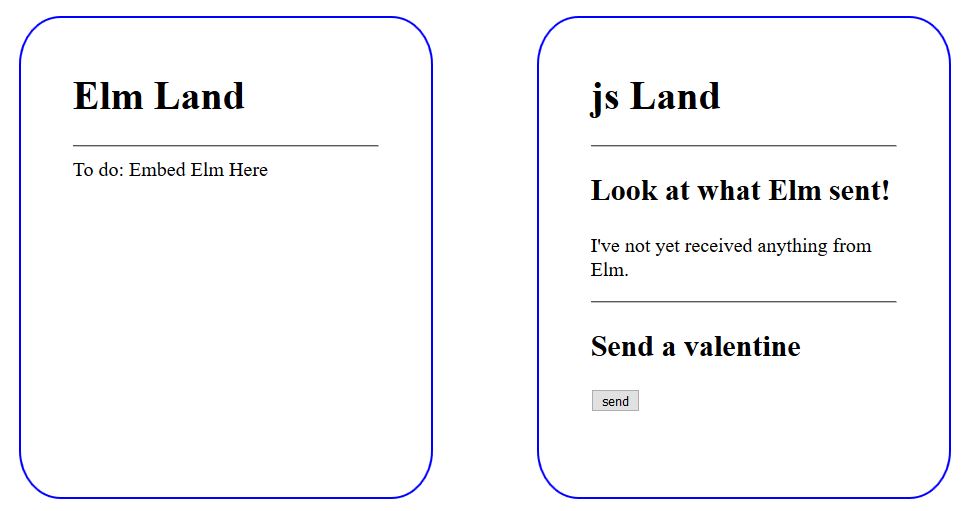 Elm Land
To do: Embed Elm Here
js Land
Look at what Elm sent!
I've not yet received anything from
Elm.
Send a valentine
send